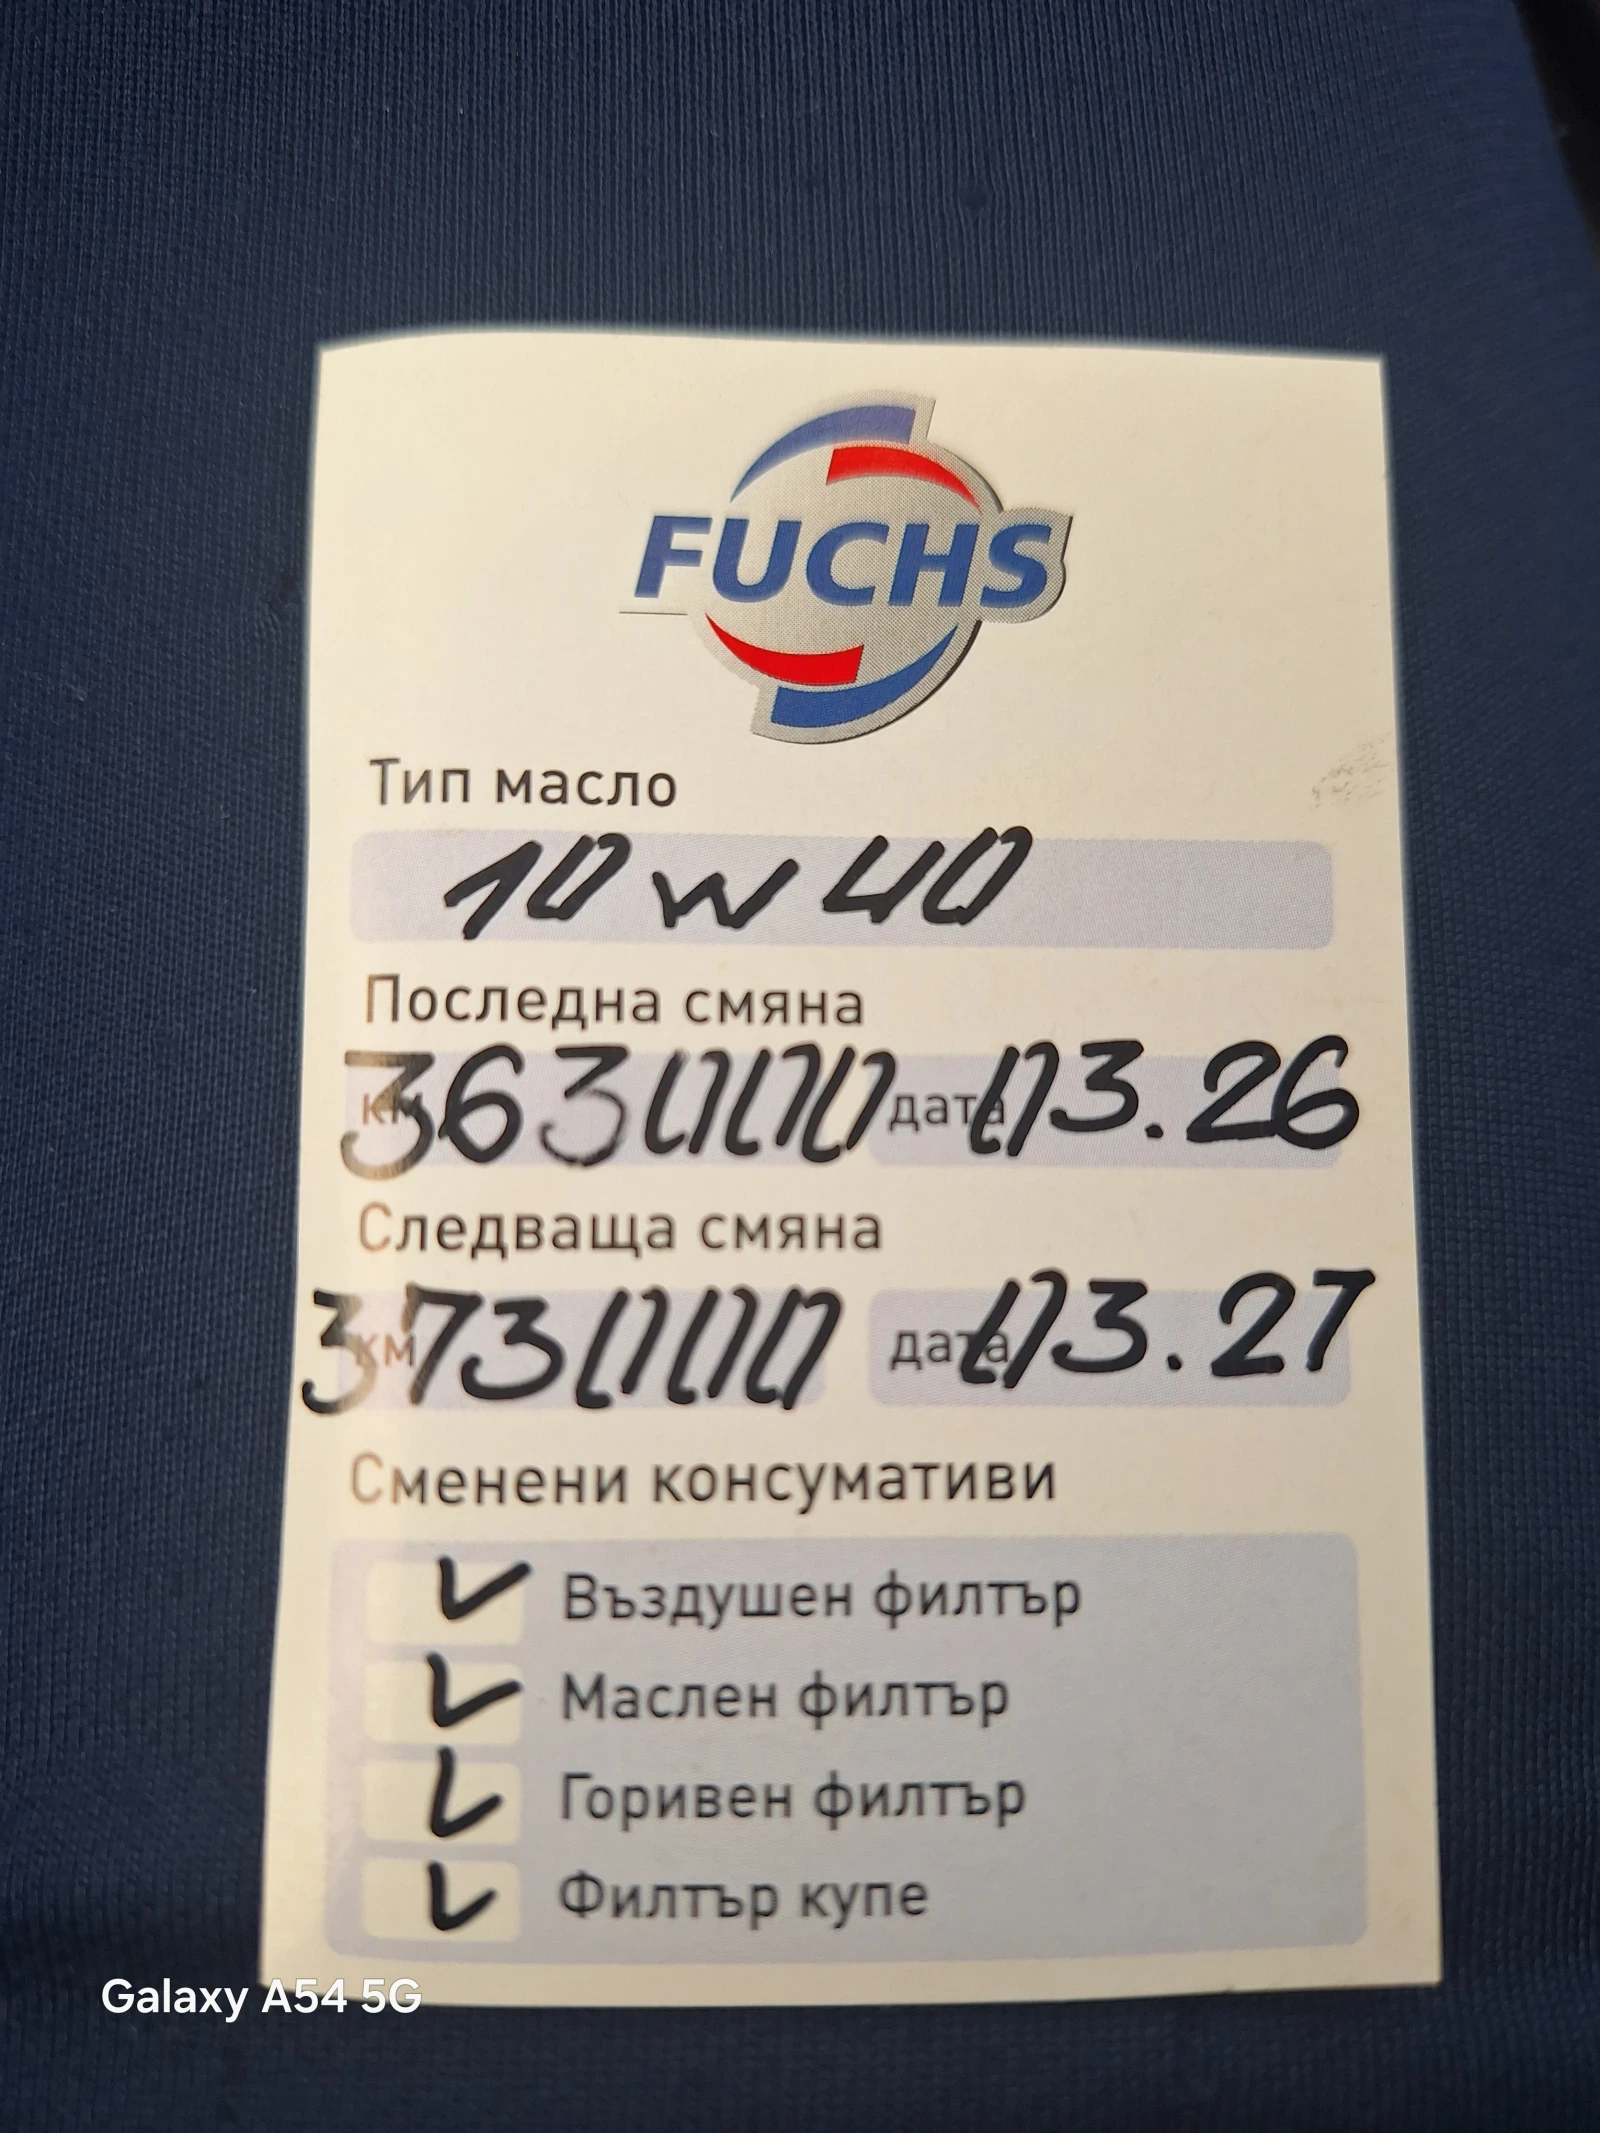 FUCHS
Тип масло
10 w 40
Последна смяна
км 363000 дата 03.26
Следваща смяна
км 373000 дата 03.27
Сменени консумативи
Въздушен филтър
Маслен филтър
Горивен филтър
Филтър купе
Galaxy A54 5G